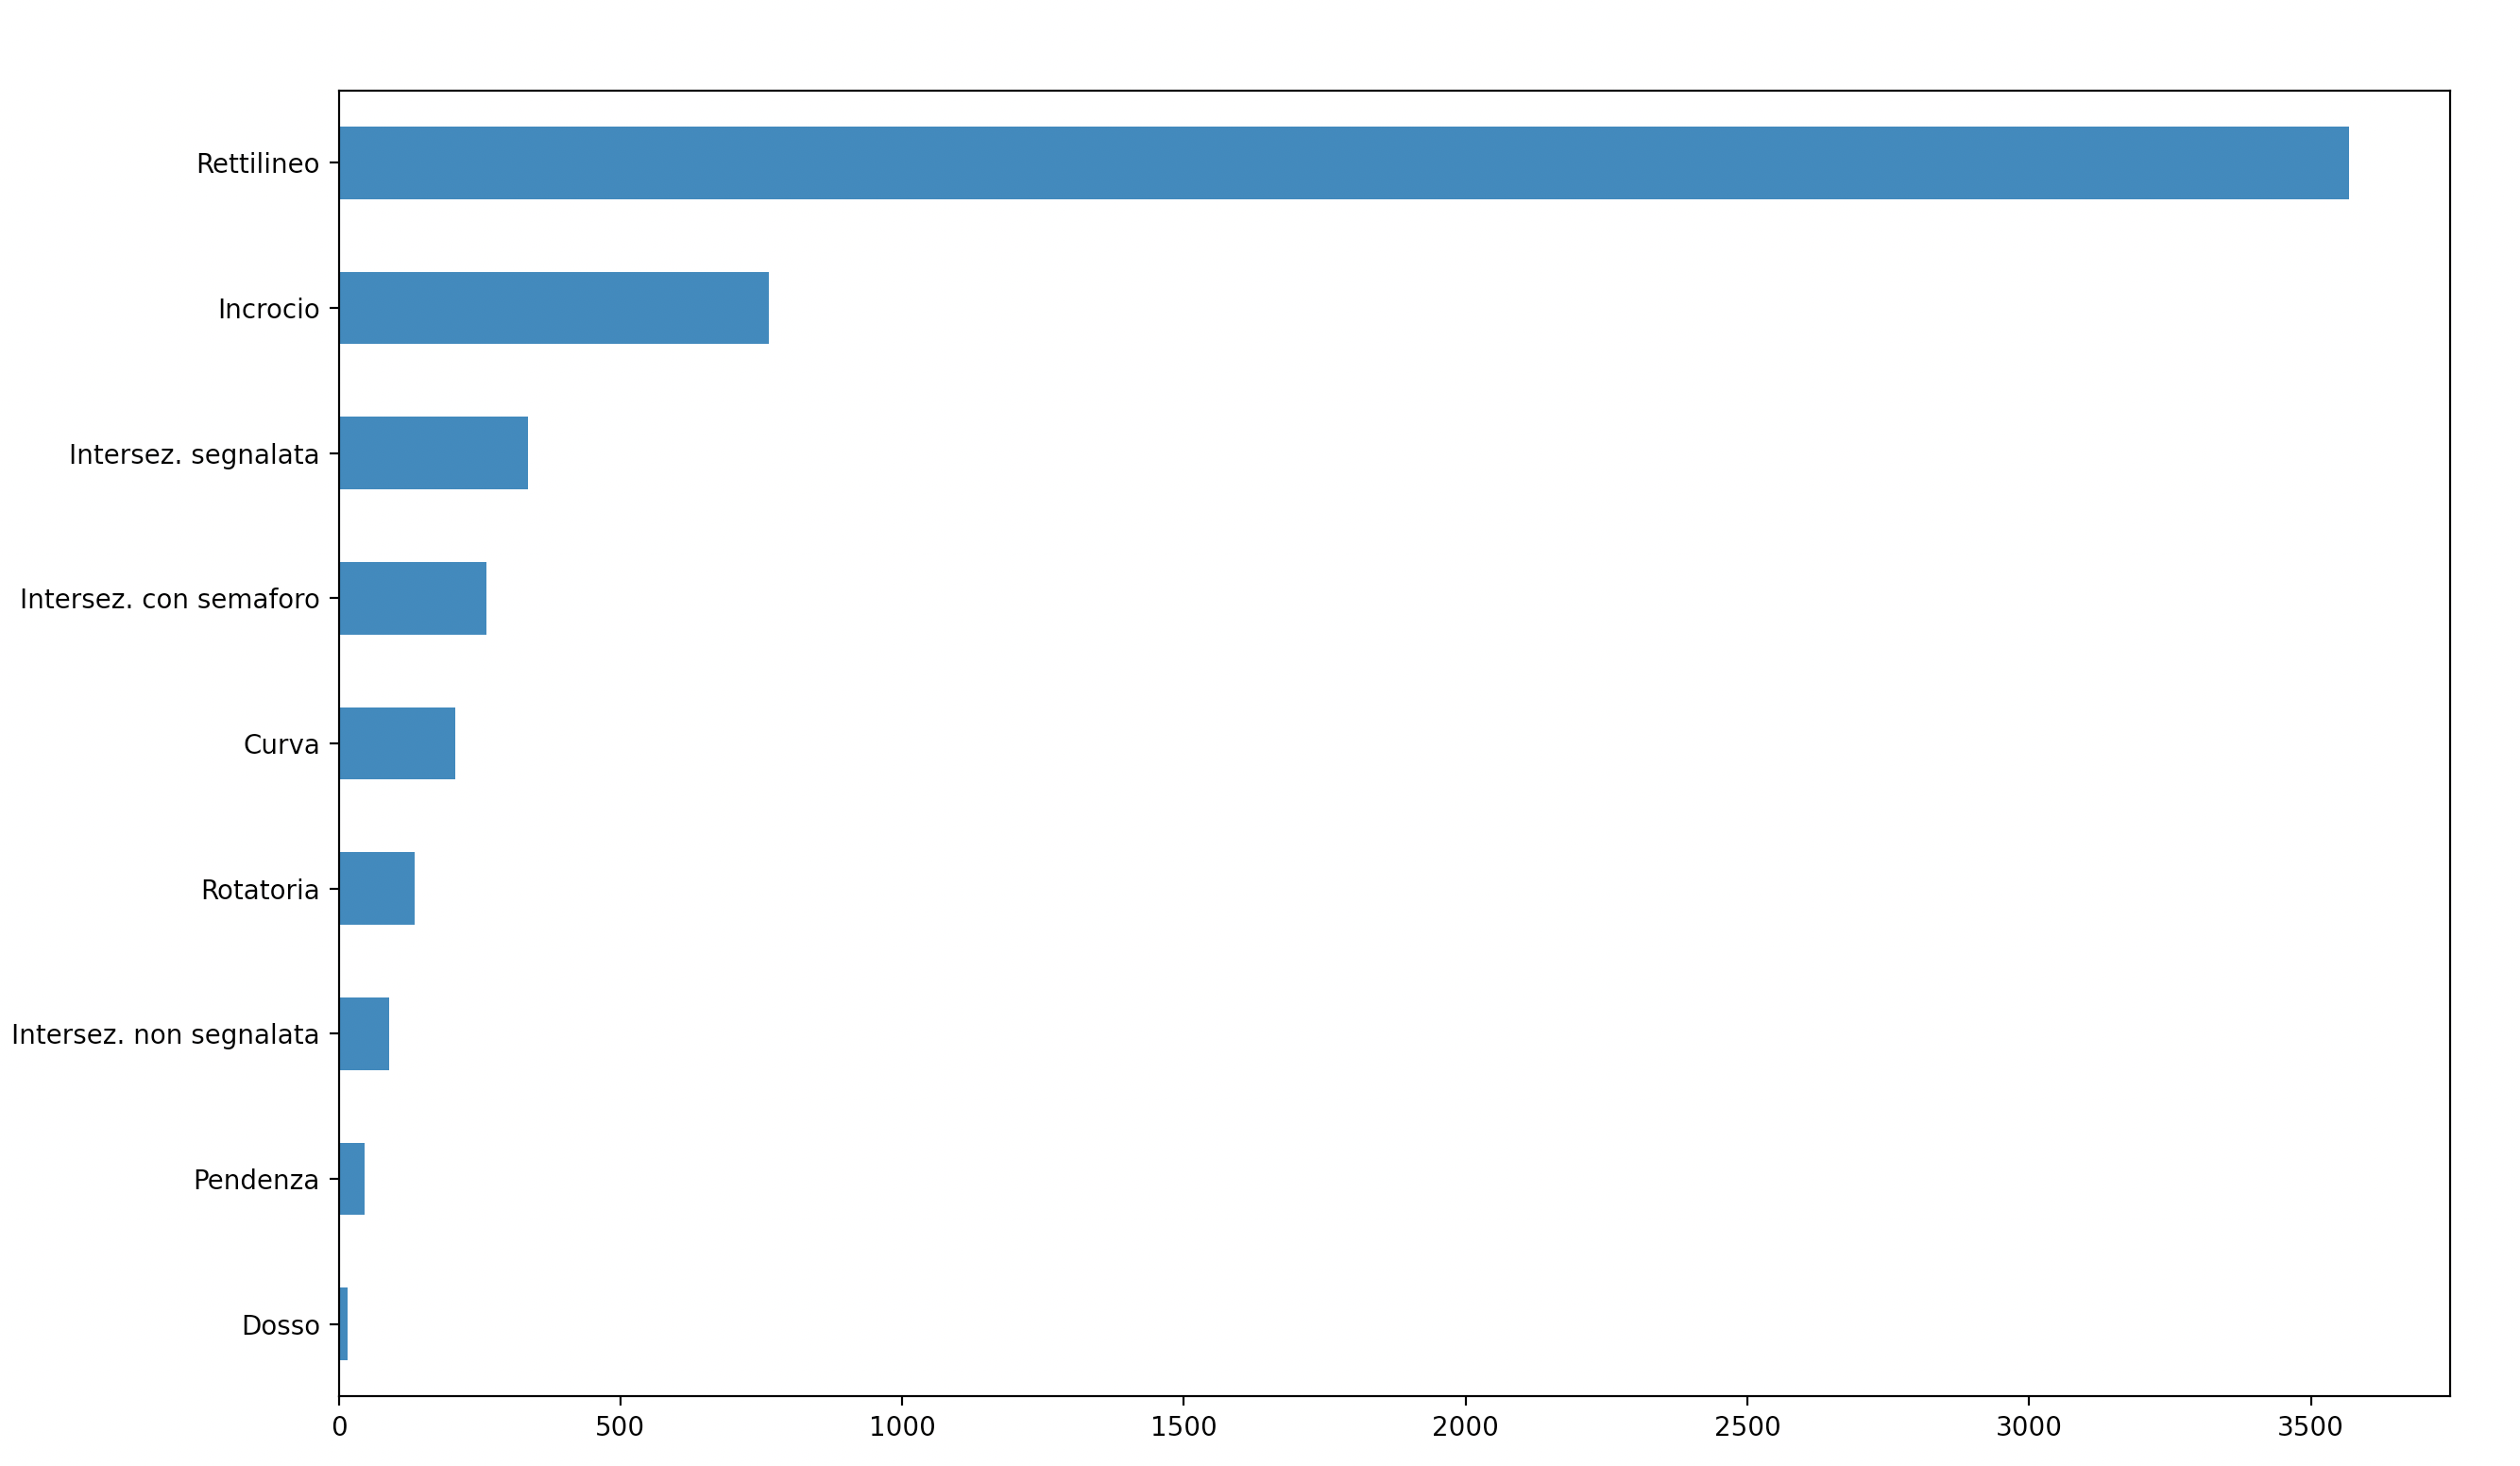 Rettilineo
Incrocio
Intersez. segnalata
Intersez. con semaforo
Curva
Rotatoria
Intersez. non segnalata
Pendenza
Dosso
0 500 1000 1500 2000 2500 3000 3500